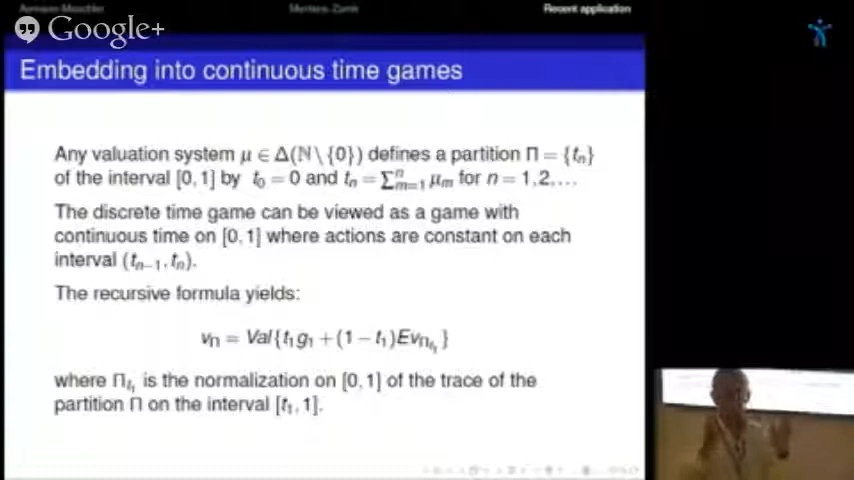 Aumann-Maschler Mertens-Zamir Recent application
Google+
Embedding into continuous time games
Any valuation system μ ∈ Δ(ℕ\{0}) defines a partition Π = {tₙ}
of the interval [0,1] by t₀ = 0 and tₙ = ∑ⁿₘ₌₁ μₘ for n = 1,2,...
The discrete time game can be viewed as a game with
continuous time on [0,1] where actions are constant on each
interval (tₙ₋₁, tₙ).
The recursive formula yields:
v_Π = Val{t₁g₁ + (1 − t₁)Ev_{Π_{t₁}}}
where Π_{t₁} is the normalization on [0,1] of the trace of the
partition Π on the interval [t₁,1].